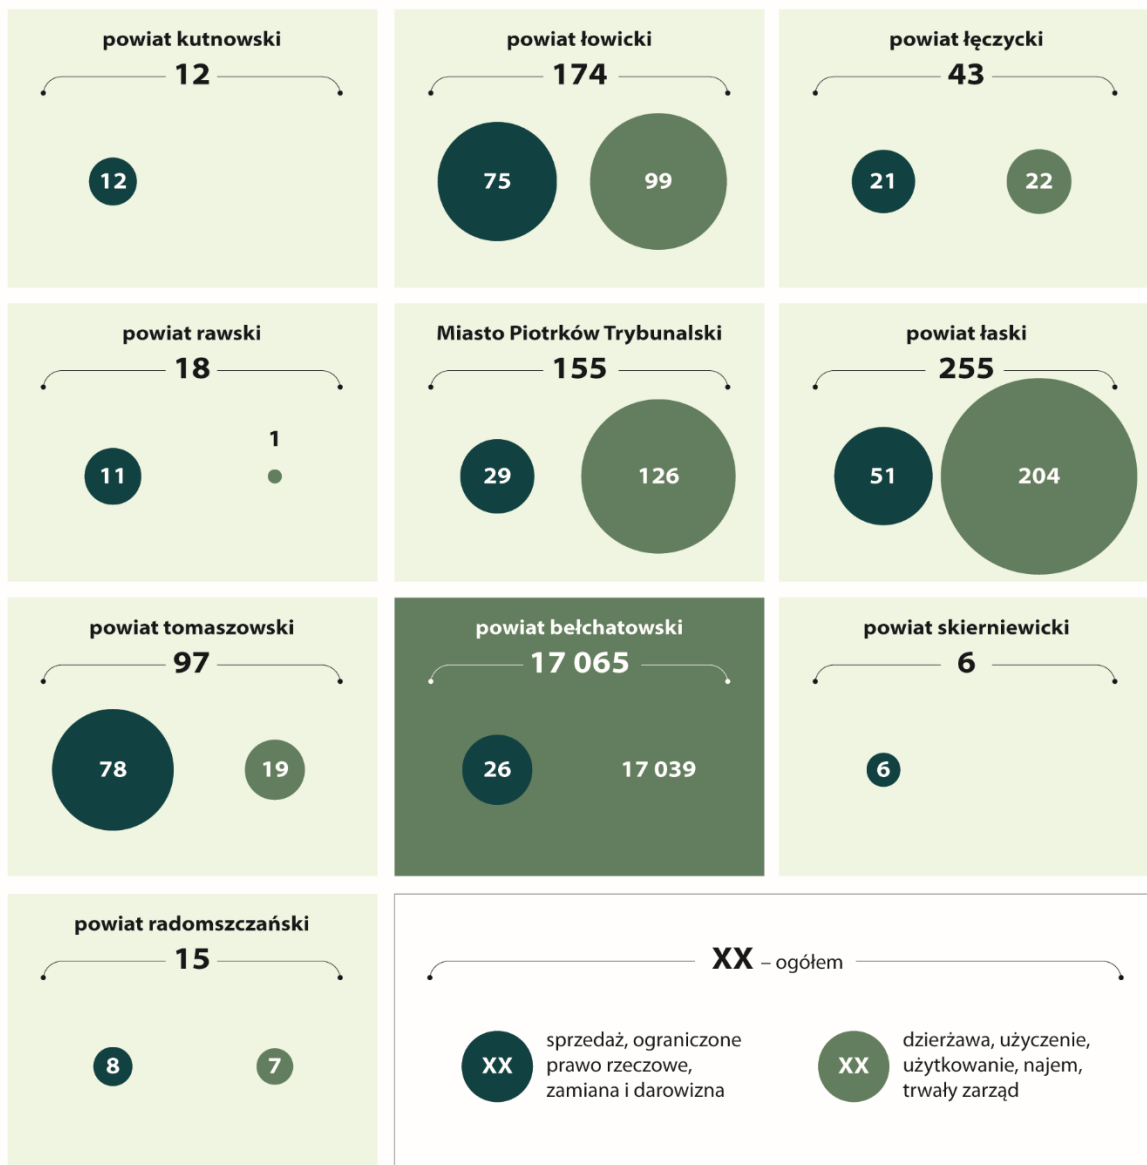 powiat kutnowski
12
12
powiat łowicki
174
75
99
powiat łęczycki
43
21
22
powiat rawski
18
11
1
Miasto Piotrków Trybunalski
155
29
126
powiat łaski
255
51
204
powiat tomaszowski
97
78
19
powiat bełchatowski
17 065
26
17 039
powiat skierniewicki
6
6
powiat radomszczański
15
8
7
XX – ogółem
XX
sprzedaż, ograniczone
prawo rzeczowe,
zamiana i darowizna
XX
dzierżawa, użyczenie,
użytkowanie, najem,
trwały zarząd